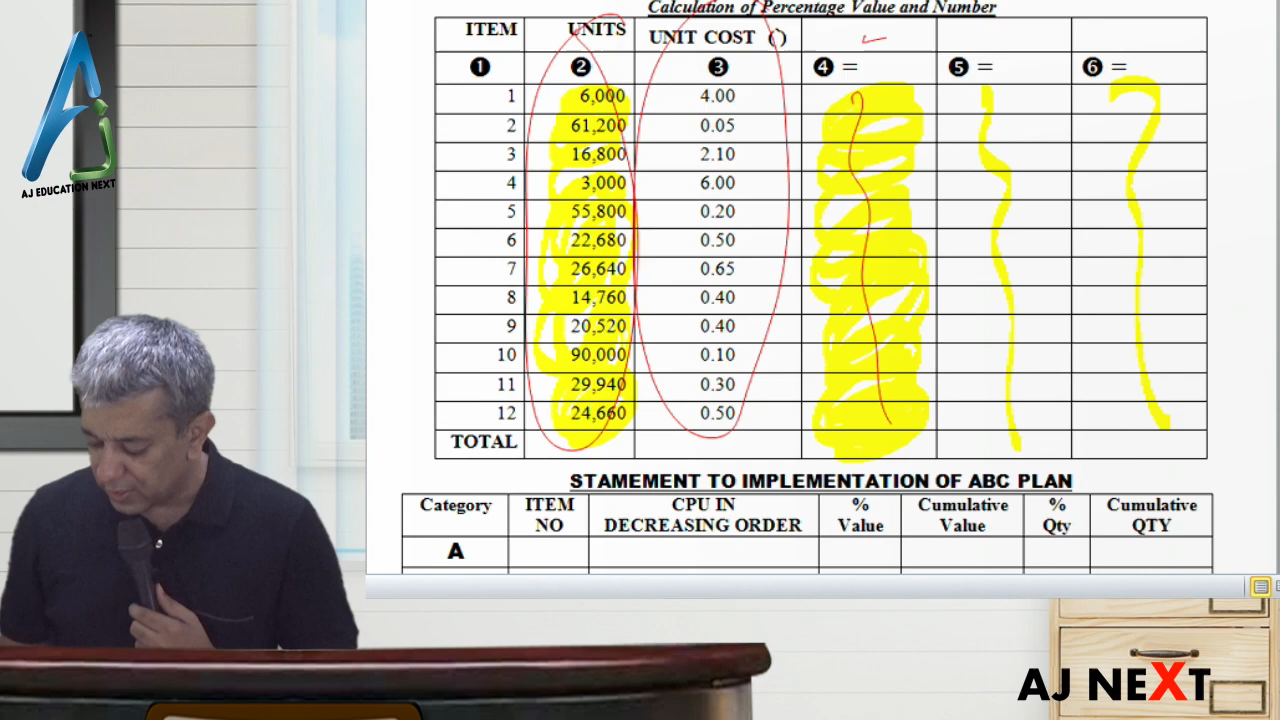 Calculation of Percentage Value and Number
ITEM UNITS UNIT COST (`)
❶ ❷ ❸ ❹ = ❺ = ❻ =
1 6,000 4.00
2 61,200 0.05
3 16,800 2.10
4 3,000 6.00
5 55,800 0.20
6 22,680 0.50
7 26,640 0.65
8 14,760 0.40
9 20,520 0.40
10 90,000 0.10
11 29,940 0.30
12 24,660 0.50
TOTAL
STAMEMENT TO IMPLEMENTATION OF ABC PLAN
Category ITEM NO CPU IN DECREASING ORDER % Value Cumulative Value % Qty Cumulative QTY
A
AJ EDUCATION NEXT
AJ NEXT